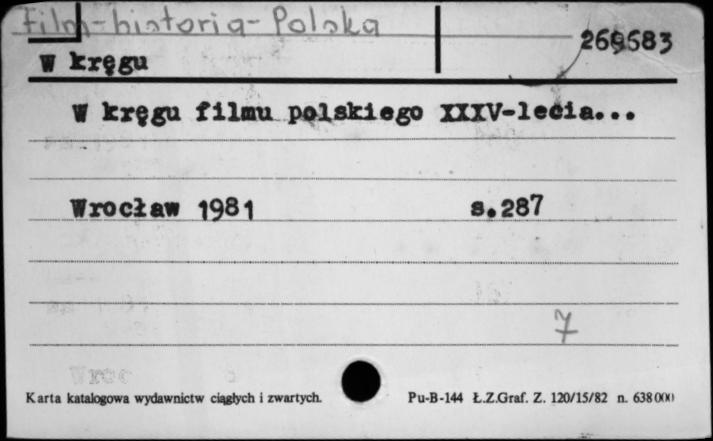 Film-historia-Polska
269583
W kręgu
W kręgu filmu polskiego XXXV-lecia...
Wrocław 1981 s.287
7
Wroc
Karta katalogowa wydawnictw ciągłych i zwartych. Pu-B-144 Ł.Z.Graf. Z. 120/15/82 n. 638000